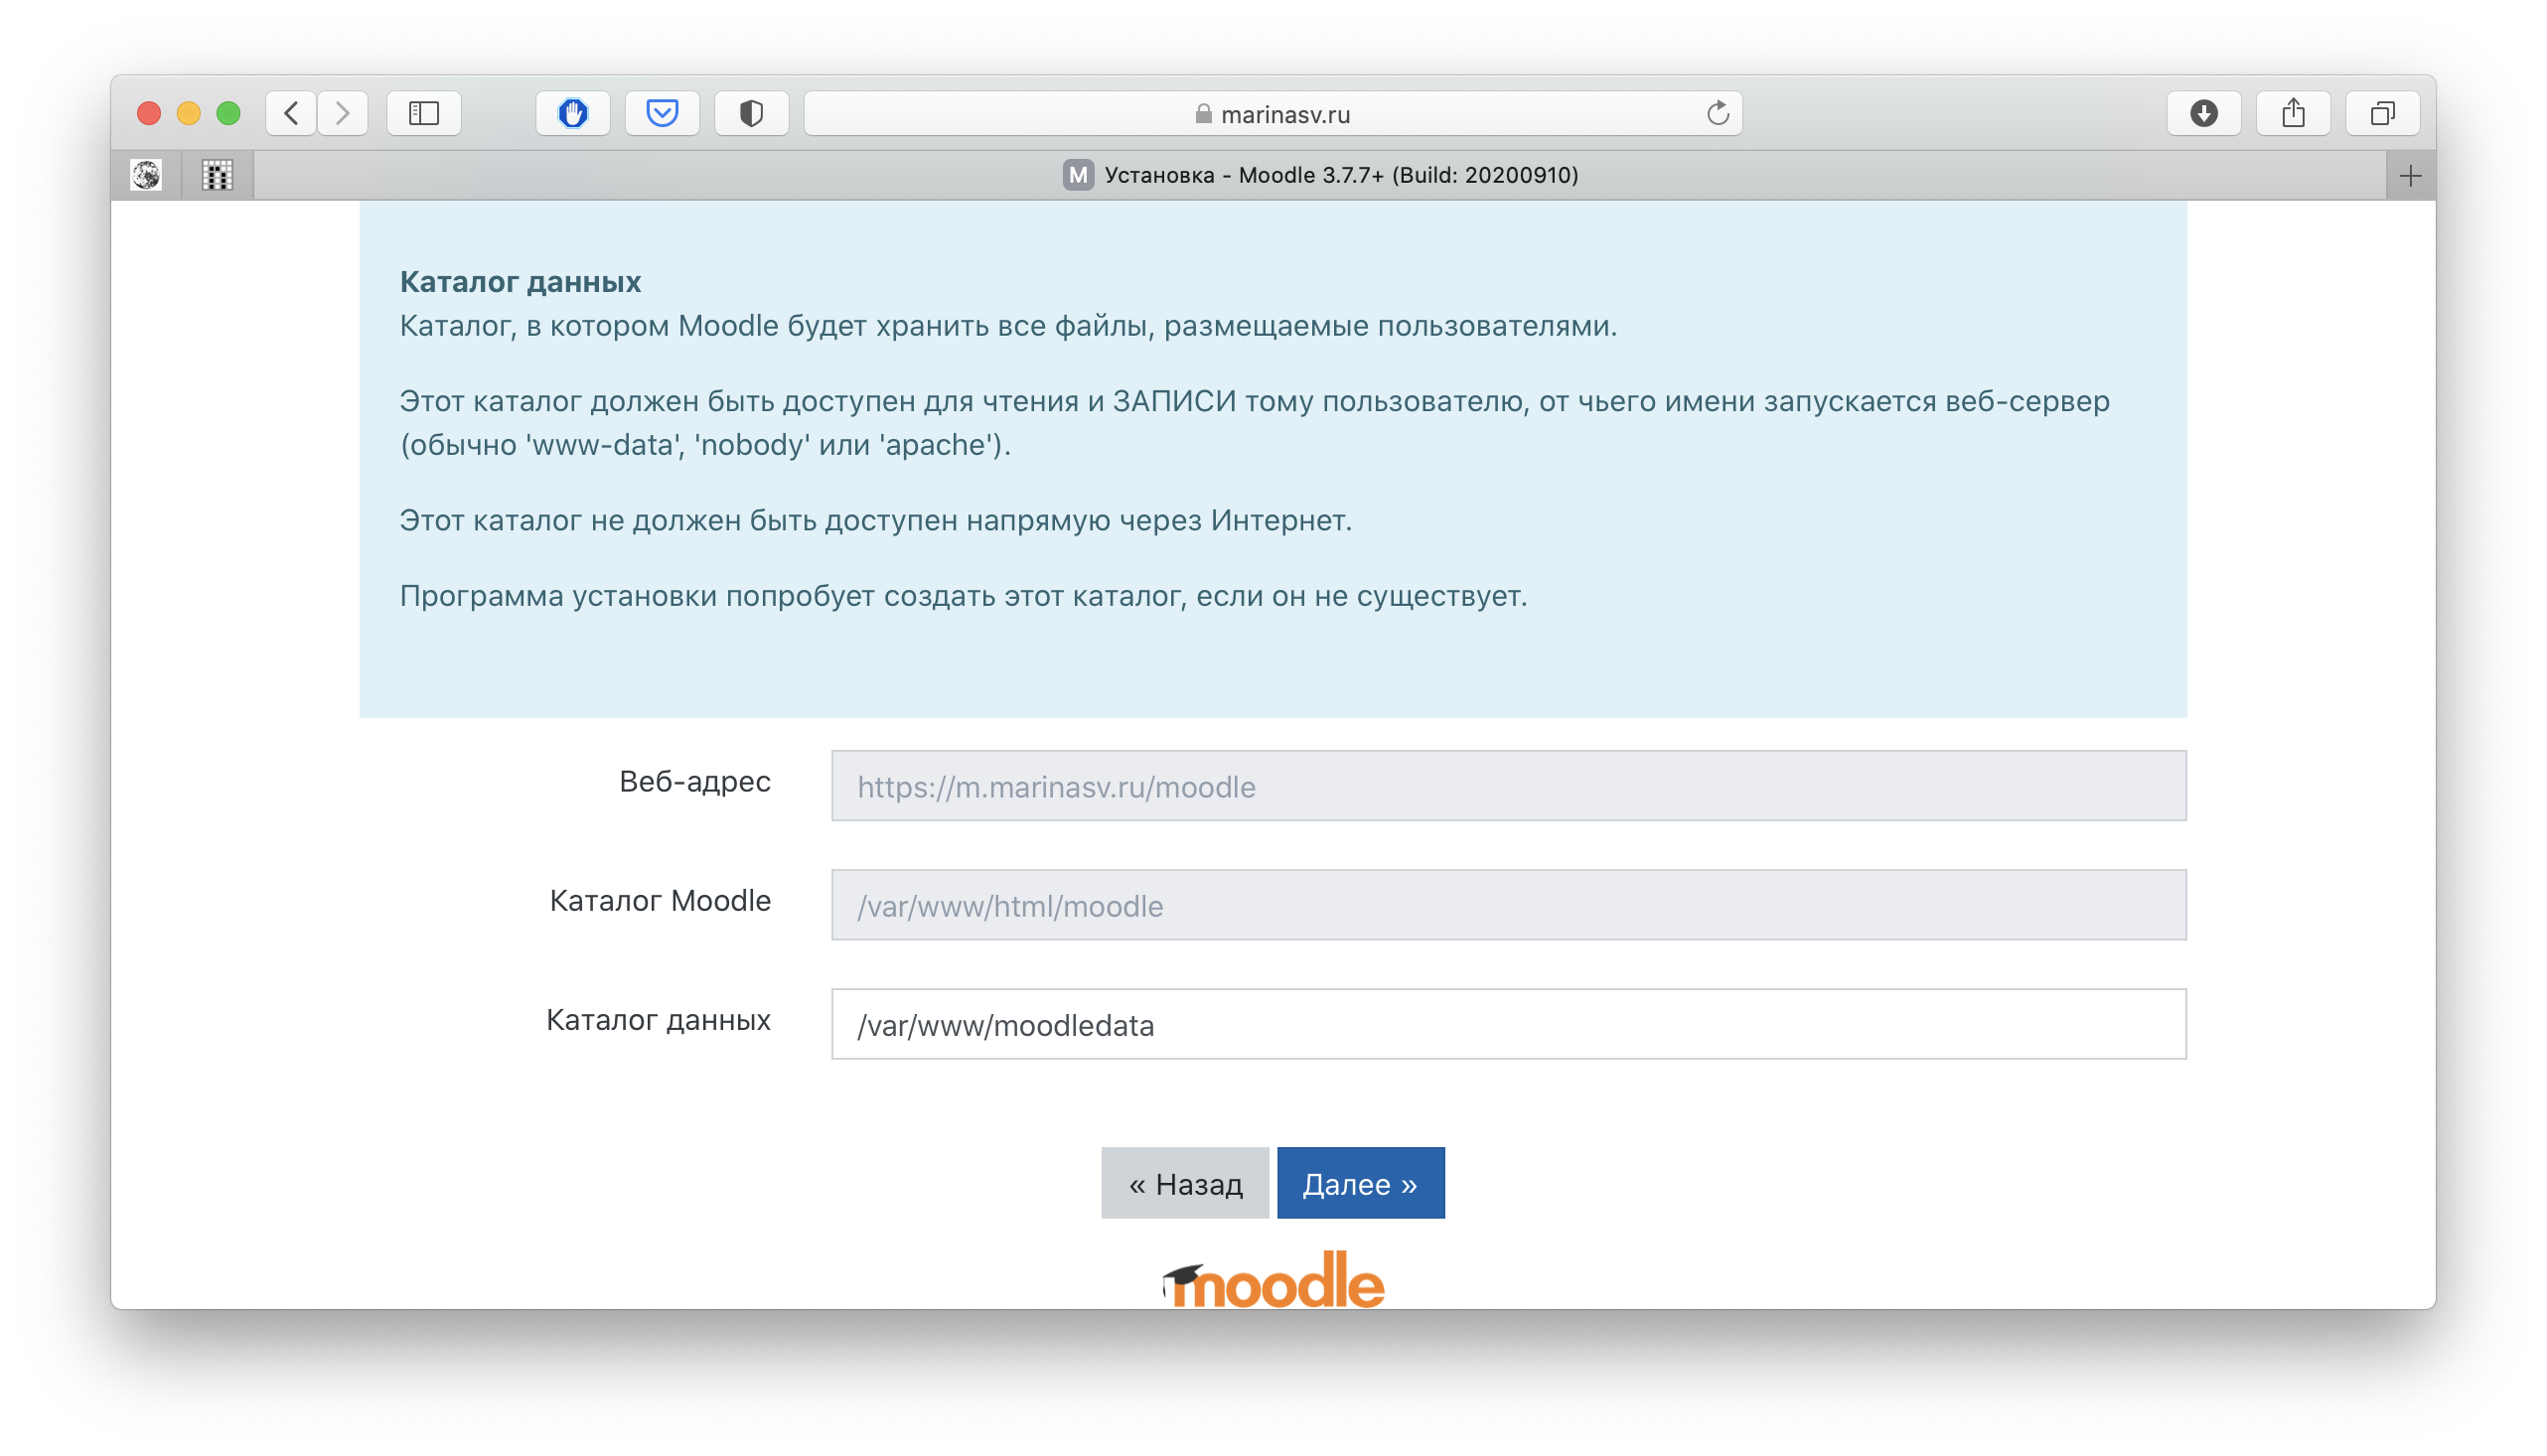 marinasv.ru
M Установка - Moodle 3.7.7+ (Build: 20200910)
Каталог данных
Каталог, в котором Moodle будет хранить все файлы, размещаемые пользователями.
Этот каталог должен быть доступен для чтения и ЗАПИСИ тому пользователю, от чьего имени запускается веб-сервер
(обычно 'www-data', 'nobody' или 'apache').
Этот каталог не должен быть доступен напрямую через Интернет.
Программа установки попробует создать этот каталог, если он не существует.
Веб-адрес
https://m.marinasv.ru/moodle
Каталог Moodle
/var/www/html/moodle
Каталог данных
/var/www/moodledata
« Назад
Далее »
moodle